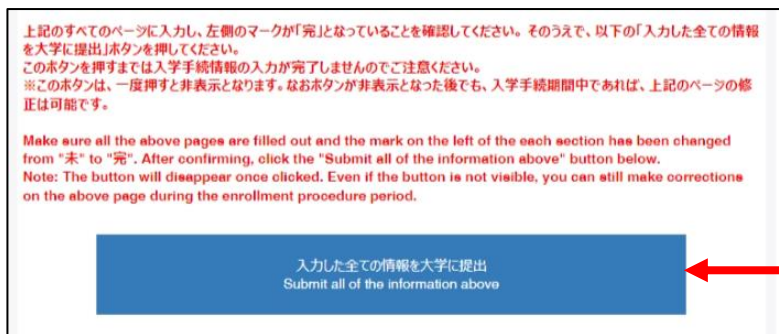 上記のすべてのページに入力し、左側のマークが「完」となっていることを確認してください。そのうえで、以下の「入力した全ての情報
を大学に提出」ボタンを押してください。
このボタンを押すまでは入学手続情報の入力が完了しませんのでご注意ください。
※このボタンは、一度押すと非表示となります。なおボタンが非表示となった後でも、入学手続期間中であれば、上記のページの修
正は可能です。
Make sure all the above pages are filled out and the mark on the left of the each section has been changed
from "未" to "完". After confirming, click the "Submit all of the information above" button below.
Note: The button will disappear once clicked. Even if the button is not visible, you can still make corrections
on the above page during the enrollment procedure period.
入力した全ての情報を大学に提出
Submit all of the information above